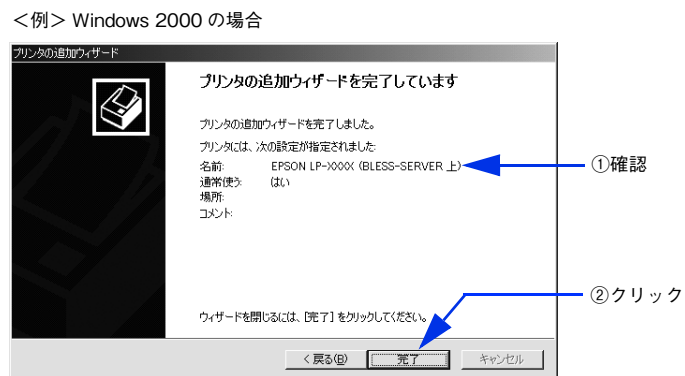 ＜例＞ Windows 2000 の場合
プリンタの追加ウィザード
プリンタの追加ウィザードを完了しています
プリンタの追加ウィザードを完了しました。
プリンタには、次の設定が指定されました:
名前: EPSON LP-XXXX (BLESS-SERVER 上)
①確認
通常使う: はい
場所:
コメント:
②クリック
ウィザードを閉じるには、[完了] をクリックしてください。
< 戻る(B)
完了
キャンセル